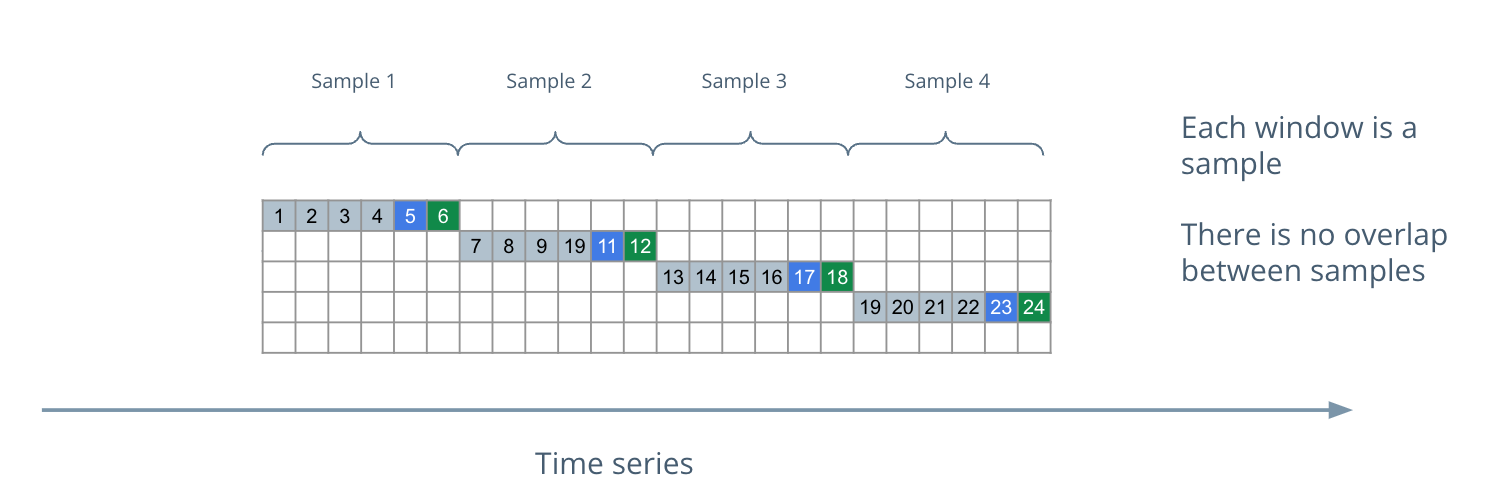 Sample 1 Sample 2 Sample 3 Sample 4
Each window is a
sample
There is no overlap
between samples
1 2 3 4 5 6
7 8 9 19 11 12
13 14 15 16 17 18
19 20 21 22 23 24
Time series